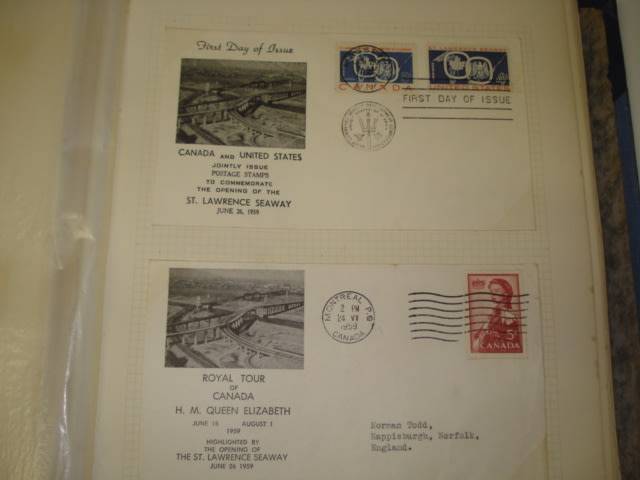 First Day of Issue
CANADA
UNITED STATES
FIRST DAY OF ISSUE
CANADA AND UNITED STATES
JOINTLY ISSUE
POSTAGE STAMPS
TO COMMEMORATE
THE OPENING OF THE
ST. LAWRENCE SEAWAY
JUNE 26, 1959
MONTREAL P.Q
2 PM
24 VI
1959
CANADA
5¢
CANADA
ROYAL TOUR
OF
CANADA
H. M. QUEEN ELIZABETH
JUNE 18 AUGUST 1
1959
HIGHLIGHTED BY
THE OPENING OF
THE ST. LAWRENCE SEAWAY
JUNE 26 1959
Norman Todd,
Happisburgh, Norfolk,
England.